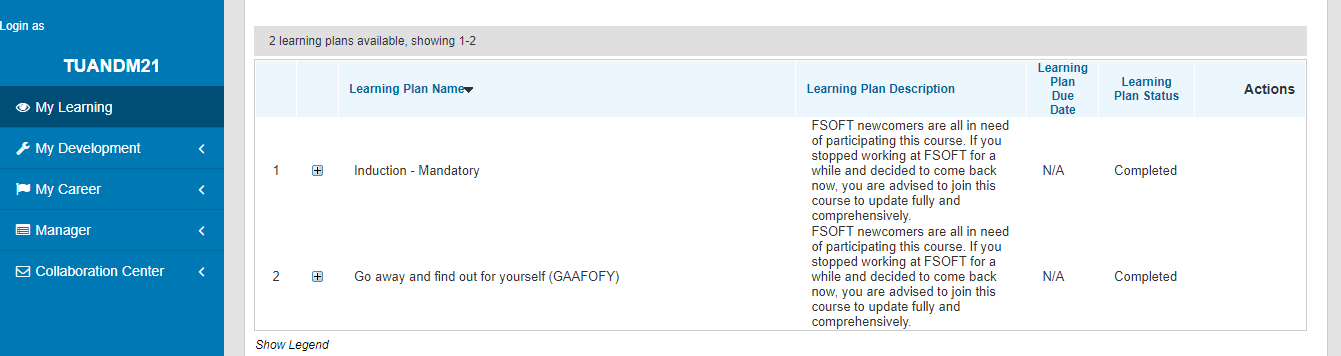 Login as
TUANDM21
My Learning
My Development
My Career
Manager
Collaboration Center
2 learning plans available, showing 1-2
Learning Plan Name
Learning Plan Description
Learning
Plan
Due
Date
Learning
Plan Status
Actions
1
Induction - Mandatory
FSOFT newcomers are all in need
of participating this course. If you
stopped working at FSOFT for a
while and decided to come back
now, you are advised to join this
course to update fully and
comprehensively.
N/A
Completed
2
Go away and find out for yourself (GAAFOFY)
FSOFT newcomers are all in need
of participating this course. If you
stopped working at FSOFT for a
while and decided to come back
now, you are advised to join this
course to update fully and
comprehensively.
N/A
Completed
Show Legend